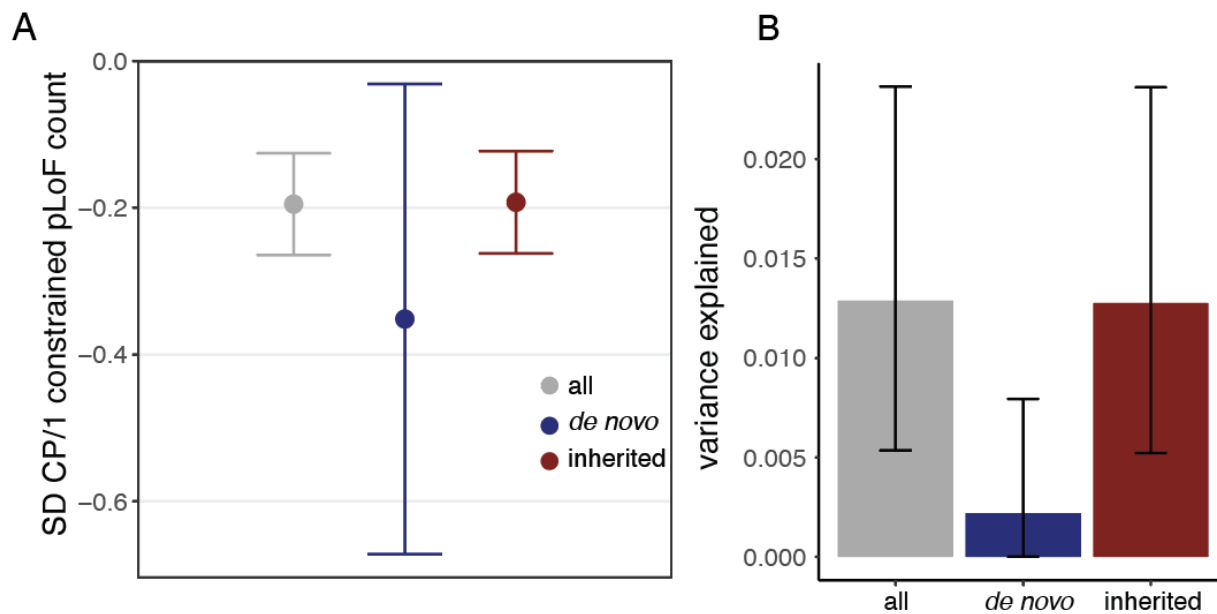 A
SD CP/1 constrained pLoF count
0.0
−0.2
−0.4
−0.6
all
de novo
inherited
B
variance explained
0.020
0.015
0.010
0.005
0.000
all
de novo
inherited